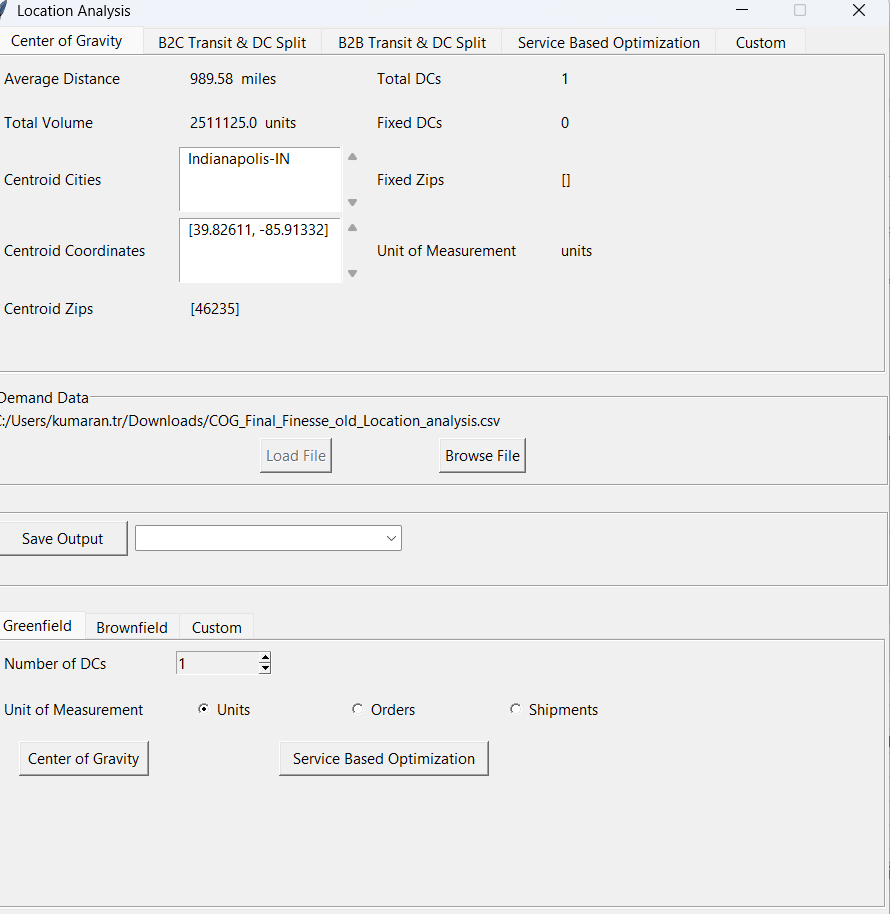 Location Analysis
Center of Gravity B2C Transit & DC Split B2B Transit & DC Split Service Based Optimization Custom
Average Distance 989.58 miles Total DCs 1
Total Volume 2511125.0 units Fixed DCs 0
Indianapolis-IN
Centroid Cities Fixed Zips []
[39.82611, -85.91332]
Centroid Coordinates Unit of Measurement units
Centroid Zips [46235]
Demand Data
C:/Users/kumaran.tr/Downloads/COG_Final_Finesse_old_Location_analysis.csv
Load File Browse File
Save Output
Greenfield Brownfield Custom
Number of DCs 1
Unit of Measurement Units Orders Shipments
Center of Gravity Service Based Optimization